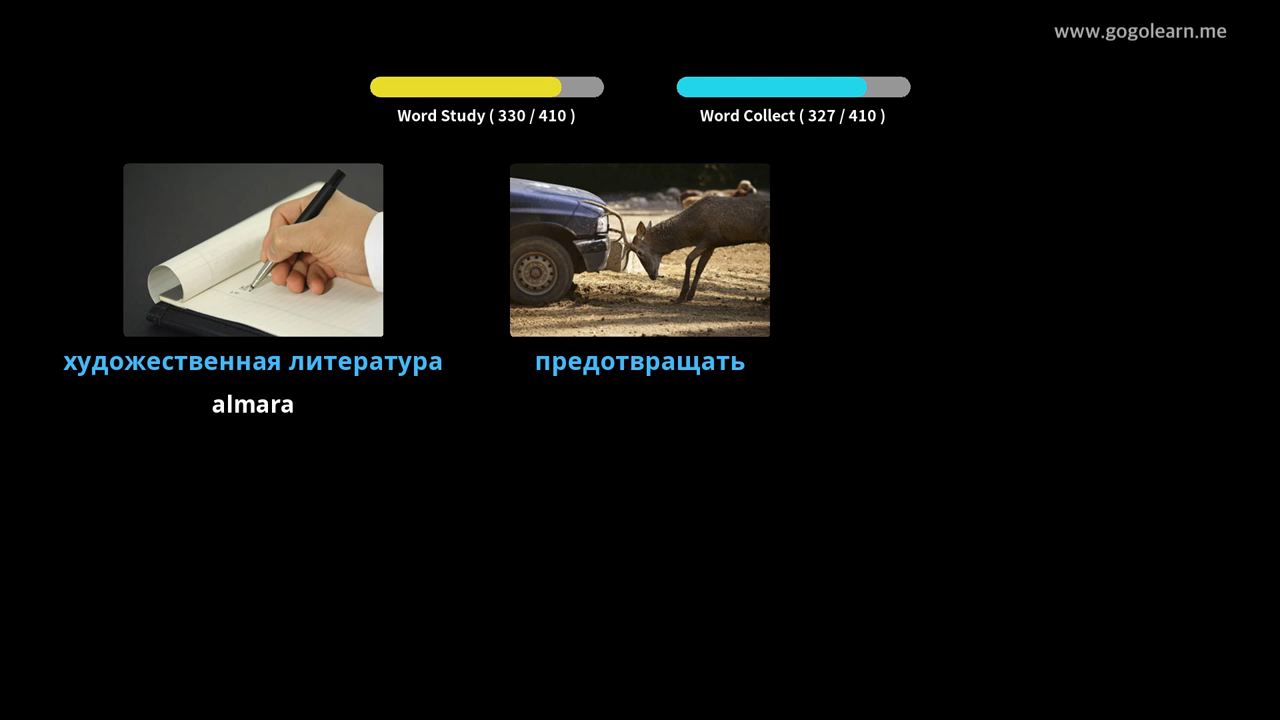 www.gogolearn.me
Word Study ( 330 / 410 )
Word Collect ( 327 / 410 )
художественная литература
предотвращать
almara